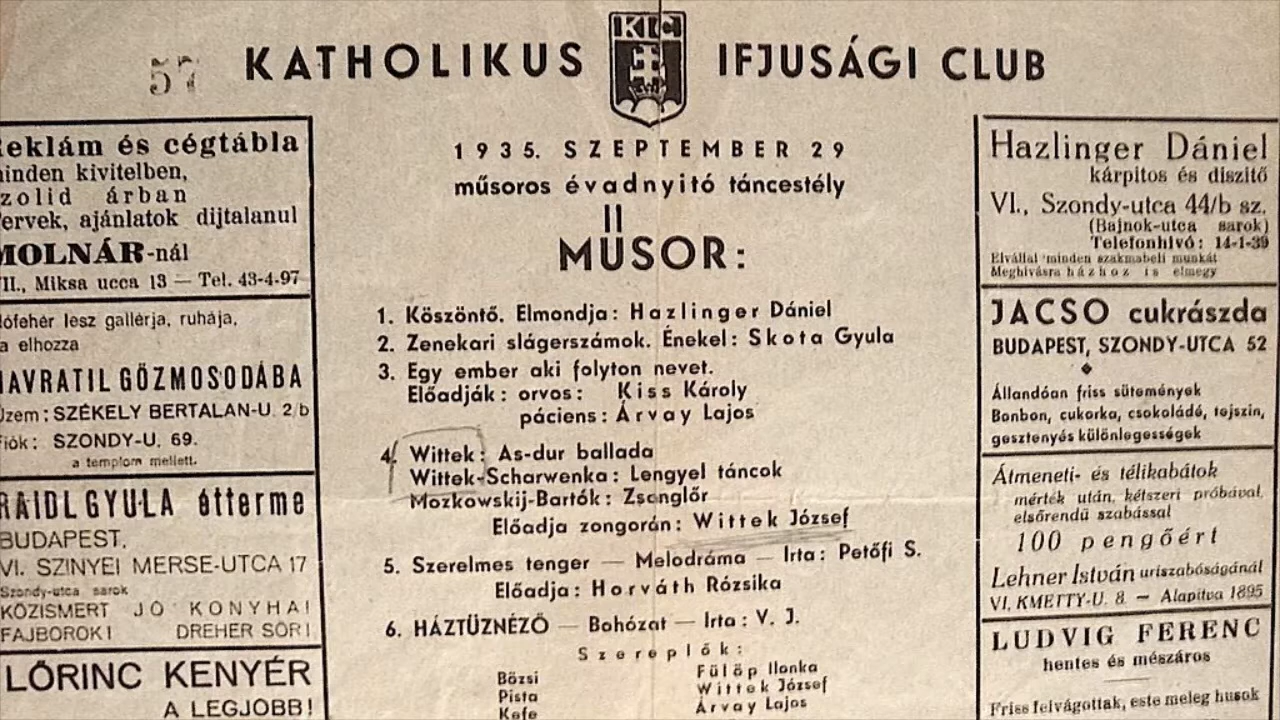 57
KATHOLIKUS KIC IFJUSÁGI CLUB
1935. SZEPTEMBER 29
műsoros évadnyitó táncestély
MŰSOR:
1. Köszöntő. Elmondja: Hazlinger Dániel
2. Zenekari slágerszámok. Énekel: Skota Gyula
3. Egy ember aki folyton nevet.
Előadják: orvos: Kiss Károly
páciens: Árvay Lajos
4 Wittek: As-dur ballada
Wittek-Scharwenka: Lengyel táncok
Mozkowskij-Bartók: Zsonglőr
Előadja zongorán: Wittek József
5. Szerelmes tenger — Melodráma — Irta: Petőfi S.
Előadja: Horváth Rózsika
6. HÁZTÜZNÉZŐ — Bohózat — Irta: V. J.
Szereplők:
Bözsi Fülöp Ilonka
Pista Wittek József
Kefe Árvay Lajos
eklám és cégtábla
inden kivitelben,
zolid árban
ervek, ajánlatok dijtalanul
MOLNÁR-nál
VII., Miksa ucca 13 — Tel. 43-4-97
ófehér lesz gallérja, ruhája,
a elhozza
NAVRATIL GŐZMOSODÁBA
Üzem: SZÉKELY BERTALAN-U. 2/b
Fiók: SZONDY-U. 69.
a templom mellett.
RAIDL GYULA étterme
BUDAPEST,
VI. SZINYEI MERSE-UTCA 17
Szondy-utca sarok
KÖZISMERT JÓ KONYHA!
FAJBOROK! DREHER SÖR!
LŐRINC KENYÉR
A LEGJOBB!
Hazlinger Dániel
kárpitos és diszitő
VI., Szondy-utca 44/b sz.
(Bajnok-utca sarok)
Telefonhivó: 14-1-39
Elvállal minden szakmabeli munkát
Meghivásra házhoz is elmegy
JACSO cukrászda
BUDAPEST, SZONDY-UTCA 52
Állandóan friss sütemények
Bonbon, cukorka, csokoládé, tejszin,
gesztenyés különlegességek
Átmeneti- és télikabátok
mérték után, kétszeri próbával,
elsőrendü szabással
100 pengőért
Lehner István uriszabóságánál
VI, KMETTY-U. 8. — Alapitva 1895
LUDVIG FERENC
hentes és mészáros
Friss felvágottak, este meleg husok